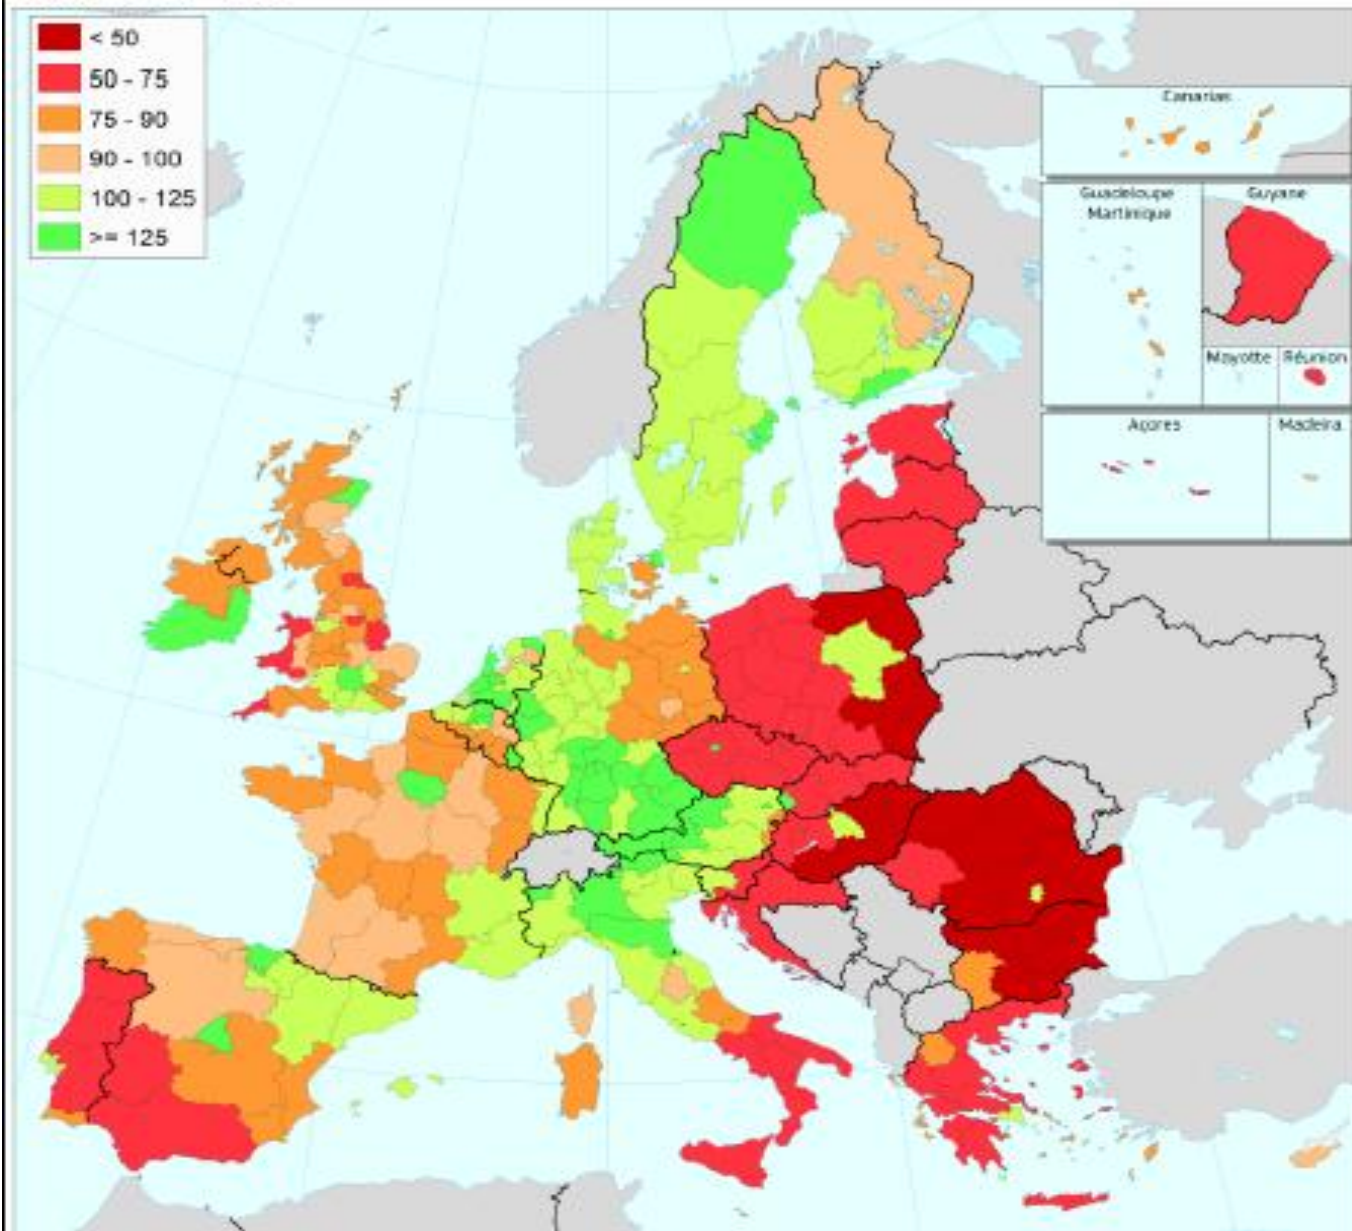 < 50
50 - 75
75 - 90
90 - 100
100 - 125
>= 125
Canarias
Guadeloupe
Martinique
Guyane
Mayotte
Réunion
Açores
Madeira